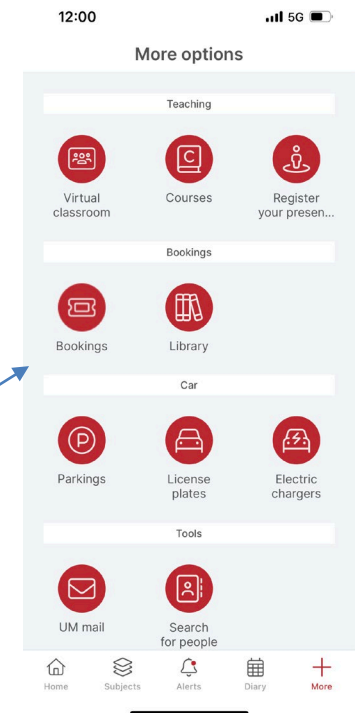 12:00 5G
More options
Teaching
Virtual classroom
Courses
Register your presen...
Bookings
Bookings
Library
Car
P
Parkings
License plates
Electric chargers
Tools
UM mail
Search for people
Home Subjects Alerts Diary More